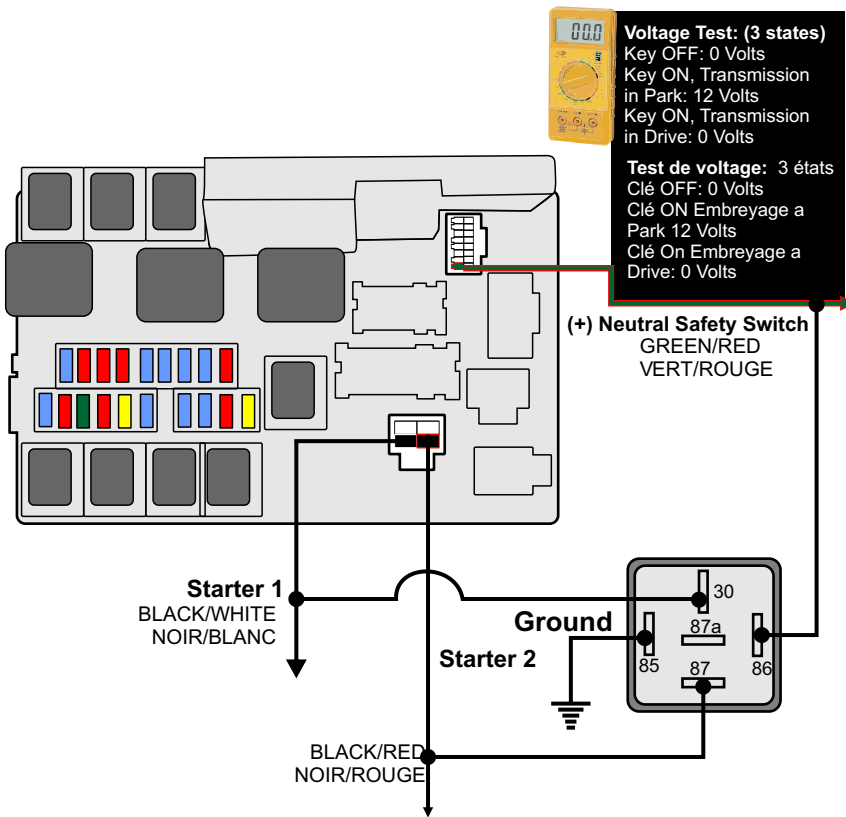 00.0
Voltage Test: (3 states)
Key OFF: 0 Volts
Key ON, Transmission
in Park: 12 Volts
Key ON, Transmission
in Drive: 0 Volts
Test de voltage: 3 états
Clé OFF: 0 Volts
Clé ON Embreyage a
Park 12 Volts
Clé On Embreyage a
Drive: 0 Volts
(+) Neutral Safety Switch
GREEN/RED
VERT/ROUGE
Starter 1
BLACK/WHITE
NOIR/BLANC
Ground
Starter 2
30
87a
85
87
86
BLACK/RED
NOIR/ROUGE